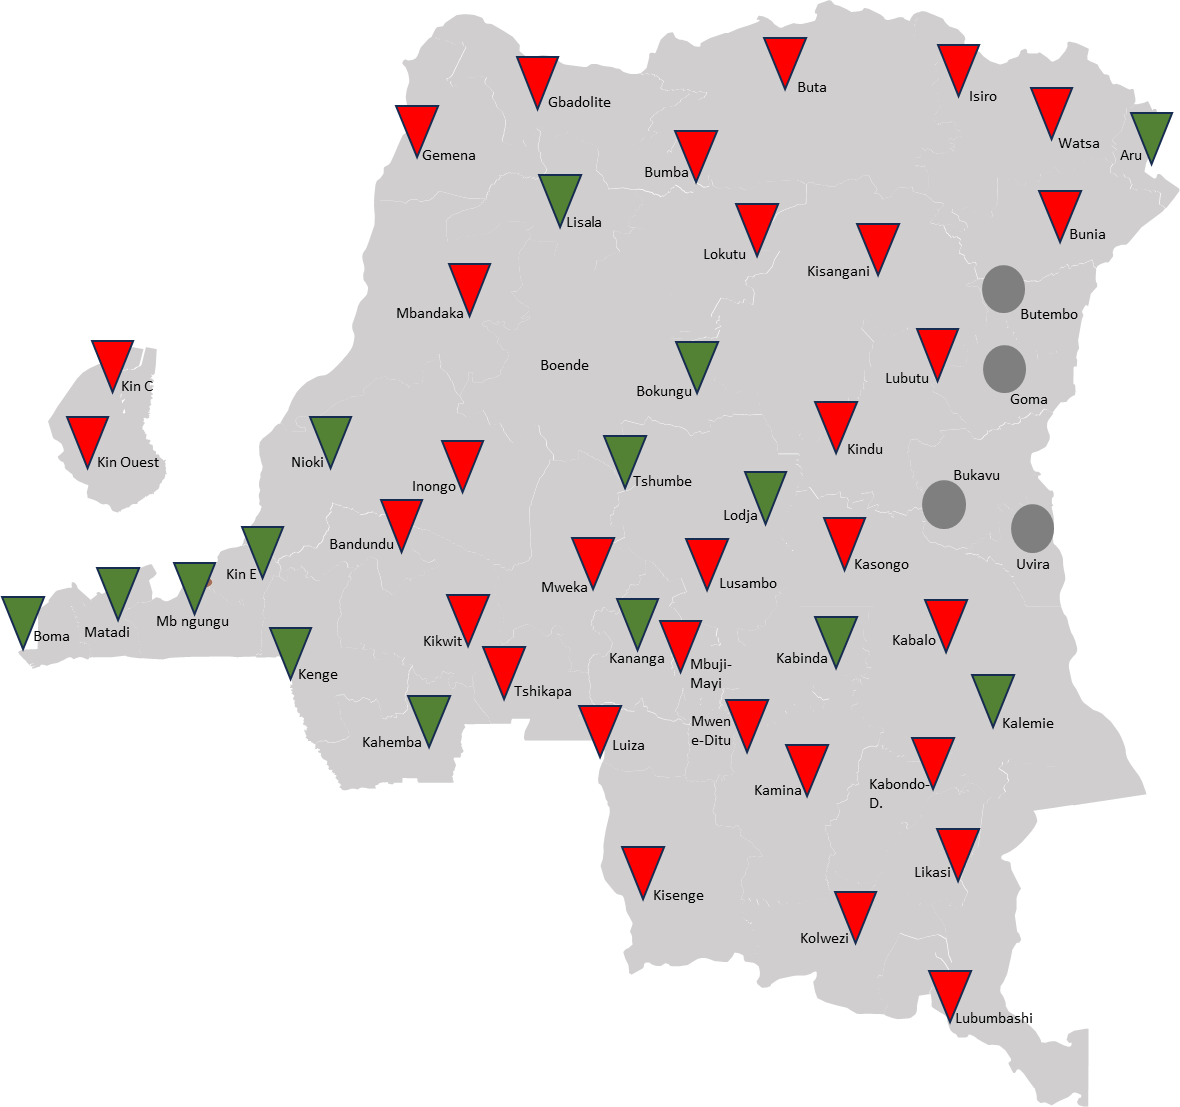 Buta
Isiro
Gbadolite
Watsa
Gemena
Aru
Bumba
Lisala
Bunia
Lokutu
Kisangani
Mbandaka
Butembo
Boende
Lubutu
Kin C
Bokungu
Goma
Kindu
Kin Ouest
Nioki
Inongo
Tshumbe
Bukavu
Lodja
Bandundu
Kasongo
Uvira
Kin E
Mweka
Lusambo
Mb ngungu
Matadi
Boma
Kikwit
Kabalo
Kananga
Kabinda
Mbuji-
Mayi
Kenge
Tshikapa
Mwen
e-Ditu
Kalemie
Kahemba
Luiza
Kamina
Kabondo-
D.
Likasi
Kisenge
Kolwezi
Lubumbashi